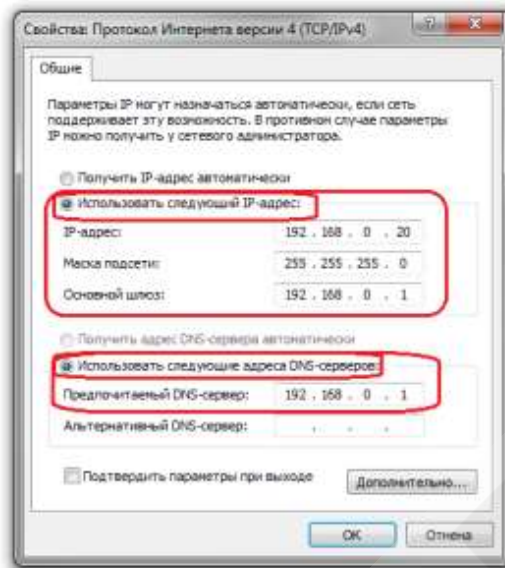 Свойства: Протокол Интернета версии 4 (TCP/IPv4)
Общие
Параметры IP могут назначаться автоматически, если сеть
поддерживает эту возможность. В противном случае параметры
IP можно получить у сетевого администратора.
Получить IP-адрес автоматически
Использовать следующий IP-адрес:
IP-адрес: 192 . 168 . 0 . 20
Маска подсети: 255 . 255 . 255 . 0
Основной шлюз: 192 . 168 . 0 . 1
Получить адрес DNS-сервера автоматически
Использовать следующие адреса DNS-серверов:
Предпочитаемый DNS-сервер: 192 . 168 . 0 . 1
Альтернативный DNS-сервер: . . .
Подтвердить параметры при выходе
Дополнительно...
ОК
Отмена